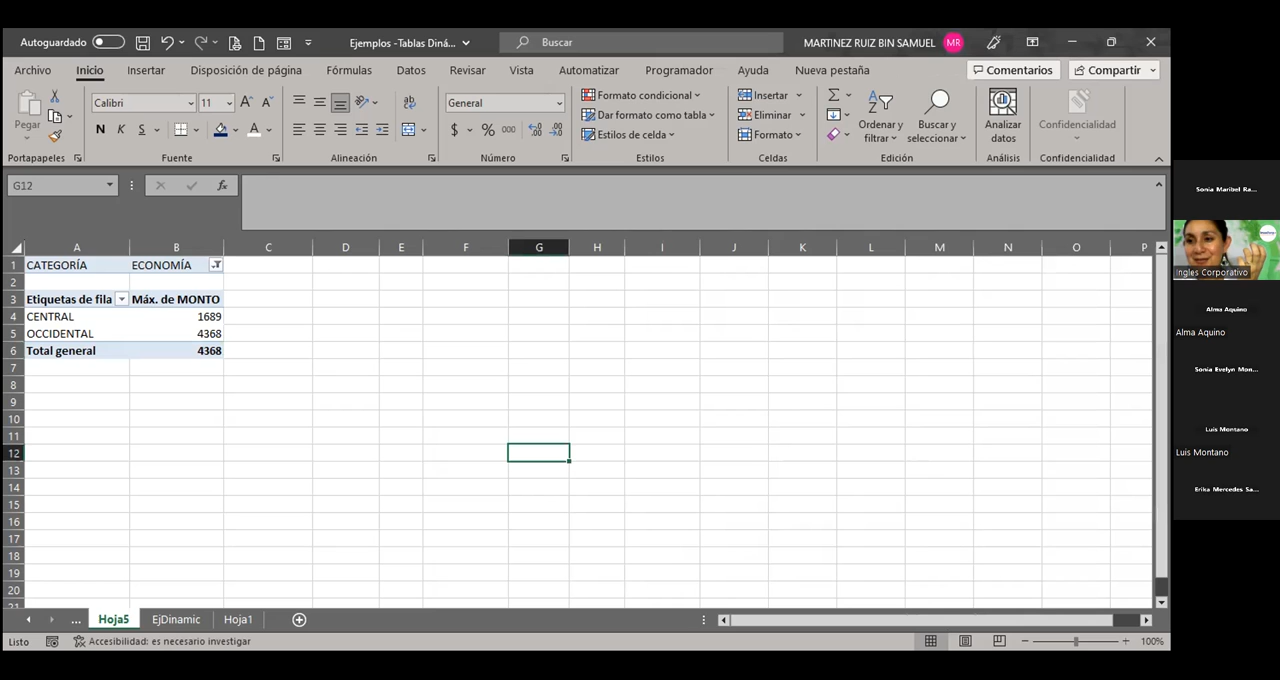 Autoguardado
Ejemplos -Tablas Diná...
Buscar
MARTINEZ RUIZ BIN SAMUEL
MR
Archivo
Inicio
Insertar
Disposición de página
Fórmulas
Datos
Revisar
Vista
Automatizar
Programador
Ayuda
Nueva pestaña
Comentarios
Compartir
Pegar
Calibri
11
N K S
General
$ % 000
Formato condicional
Dar formato como tabla
Estilos de celda
Insertar
Eliminar
Formato
Ordenar y
filtrar
Buscar y
seleccionar
Analizar
datos
Confidencialidad
Portapapeles
Fuente
Alineación
Número
Estilos
Celdas
Edición
Análisis
Confidencialidad
G12
fx
A B C D E F G H I J K L M N O P
1 CATEGORÍA ECONOMÍA
2
3 Etiquetas de fila Máx. de MONTO
4 CENTRAL 1689
5 OCCIDENTAL 4368
6 Total general 4368
7
8
9
10
11
12
13
14
15
16
17
18
19
20
21
... Hoja5 EjDinamic Hoja1
Listo
Accesibilidad: es necesario investigar
100%
Sonia Maribel Ra...
Ingles Corporativo
Alma Aquino
Alma Aquino
Sonia Evelyn Mon...
Luis Montano
Luis Montano
Erika Mercedes Sa...